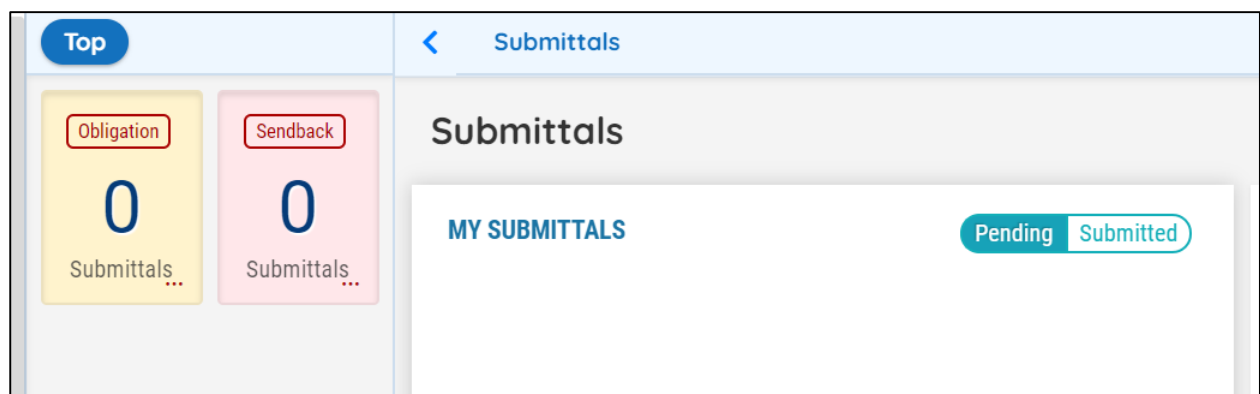 Top
Submittals
Obligation
0
Submittals...
Sendback
0
Submittals...
Submittals
MY SUBMITTALS
Pending
Submitted